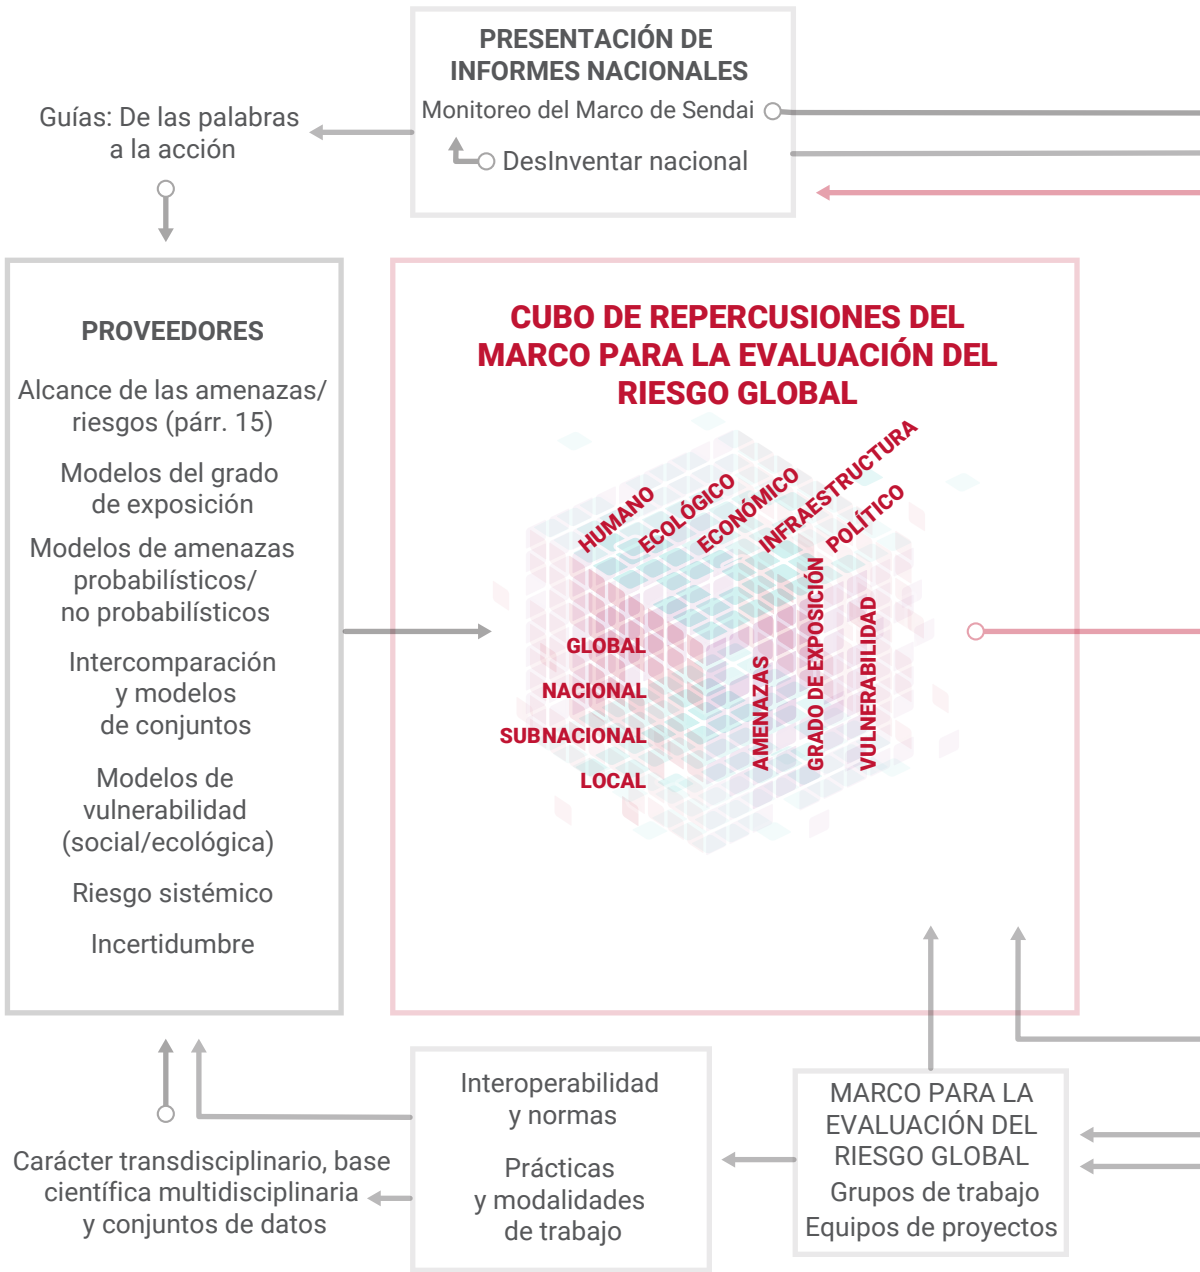 PRESENTACIÓN DE
INFORMES NACIONALES
Monitoreo del Marco de Sendai
DesInventar nacional
Guías: De las palabras
a la acción
PROVEEDORES
Alcance de las amenazas/
riesgos (párr. 15)
Modelos del grado
de exposición
Modelos de amenazas
probabilísticos/
no probabilísticos
Intercomparación
y modelos
de conjuntos
Modelos de
vulnerabilidad
(social/ecológica)
Riesgo sistémico
Incertidumbre
CUBO DE REPERCUSIONES DEL
MARCO PARA LA EVALUACIÓN DEL
RIESGO GLOBAL
HUMANO
ECOLÓGICO
ECONÓMICO
INFRAESTRUCTURA
POLÍTICO
GLOBAL
NACIONAL
SUBNACIONAL
LOCAL
AMENAZAS
GRADO DE EXPOSICIÓN
VULNERABILIDAD
Interoperabilidad
y normas
Prácticas
y modalidades
de trabajo
MARCO PARA LA
EVALUACIÓN DEL
RIESGO GLOBAL
Grupos de trabajo
Equipos de proyectos
Carácter transdisciplinario, base
científica multidisciplinaria
y conjuntos de datos